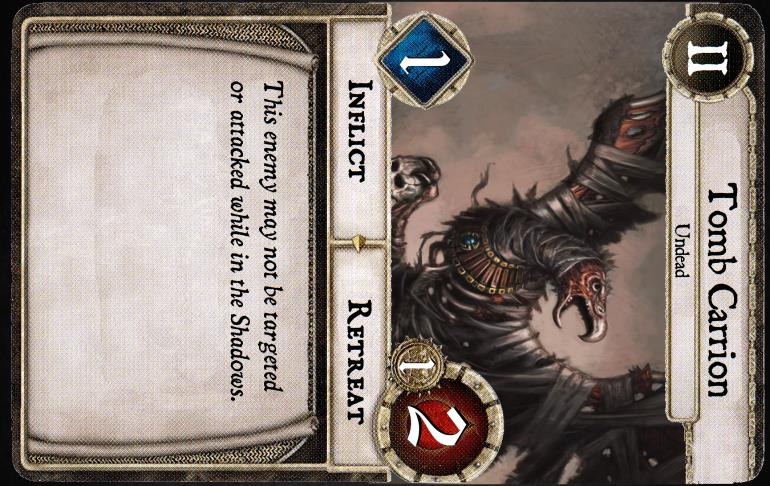 II
Tomb Carrion
Undead
1
1
2
INFLICT
RETREAT
This enemy may not be targeted
or attacked while in the Shadows.